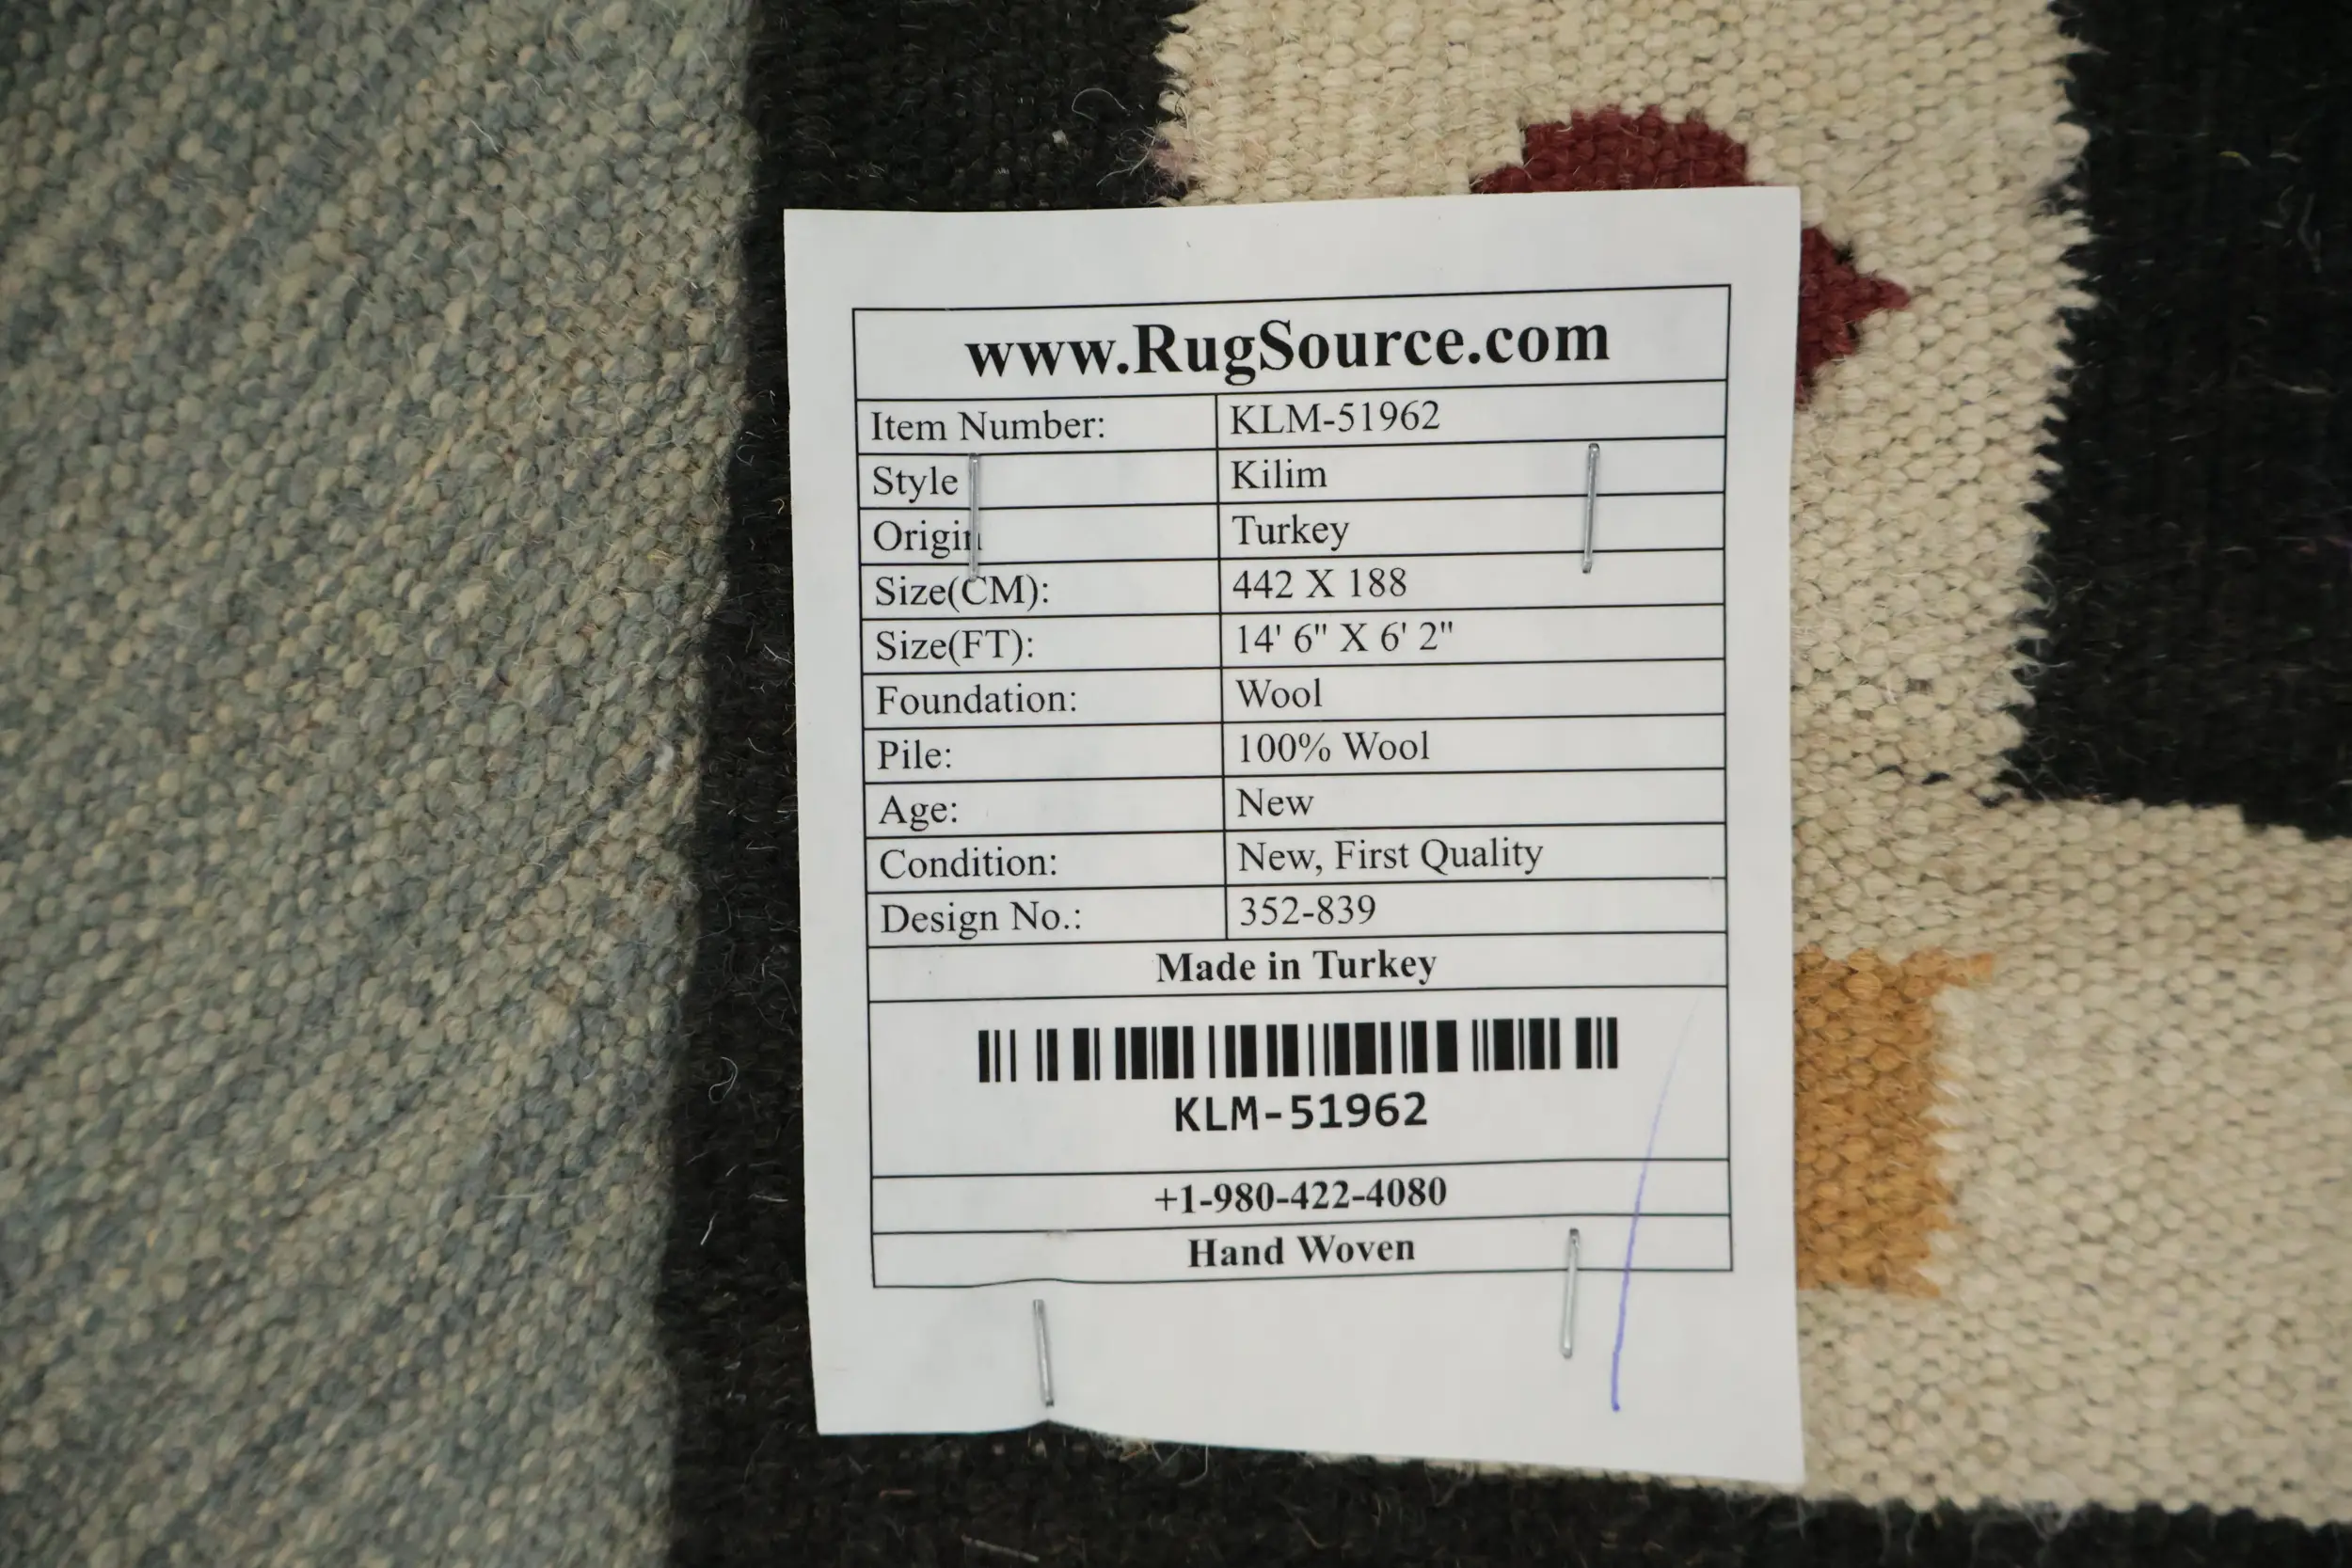 www.RugSource.com
Item Number: KLM-51962
Style Kilim
Origin Turkey
Size(CM): 442 X 188
Size(FT): 14' 6" X 6' 2"
Foundation: Wool
Pile: 100% Wool
Age: New
Condition: New, First Quality
Design No.: 352-839
Made in Turkey
KLM-51962
+1-980-422-4080
Hand Woven